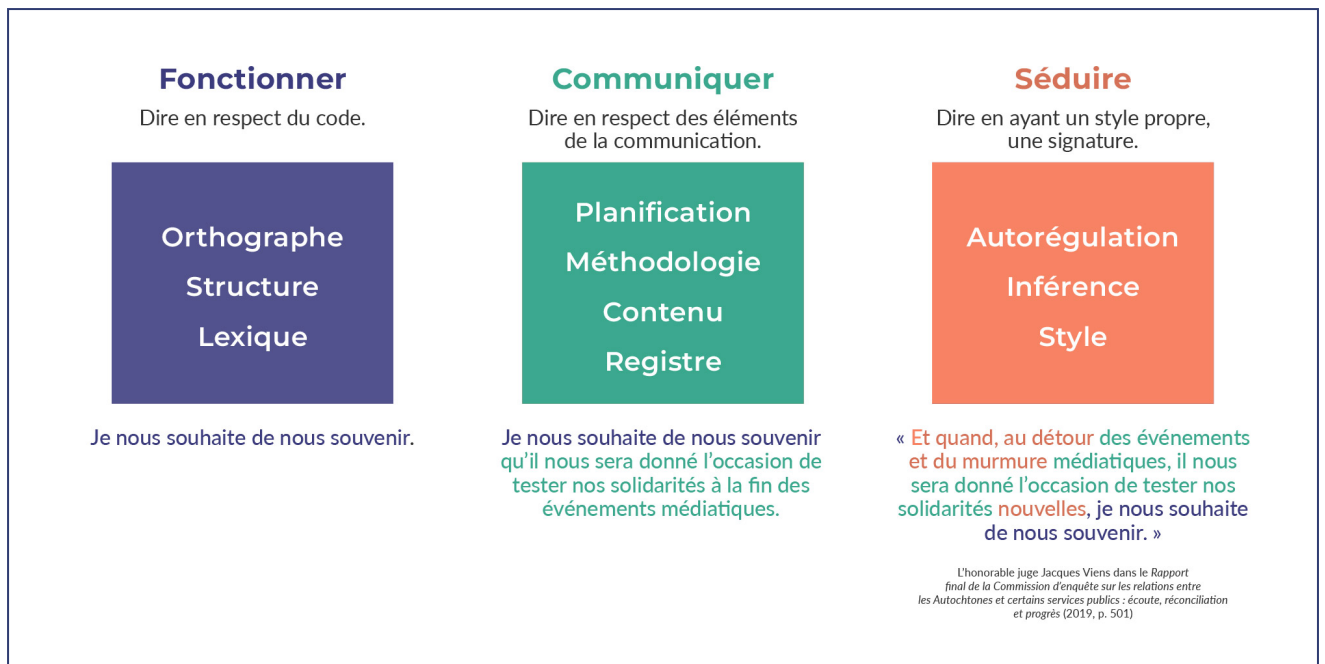 Fonctionner
Dire en respect du code.
Orthographe
Structure
Lexique
Je nous souhaite de nous souvenir.
Communiquer
Dire en respect des éléments
de la communication.
Planification
Méthodologie
Contenu
Registre
Je nous souhaite de nous souvenir
qu’il nous sera donné l’occasion de
tester nos solidarités à la fin des
événements médiatiques.
Séduire
Dire en ayant un style propre,
une signature.
Autorégulation
Inférence
Style
« Et quand, au détour des événements
et du murmure médiatiques, il nous
sera donné l’occasion de tester nos
solidarités nouvelles, je nous souhaite
de nous souvenir. »
L’honorable juge Jacques Viens dans le Rapport
final de la Commission d’enquête sur les relations entre
les Autochtones et certains services publics : écoute, réconciliation
et progrès (2019, p. 501)